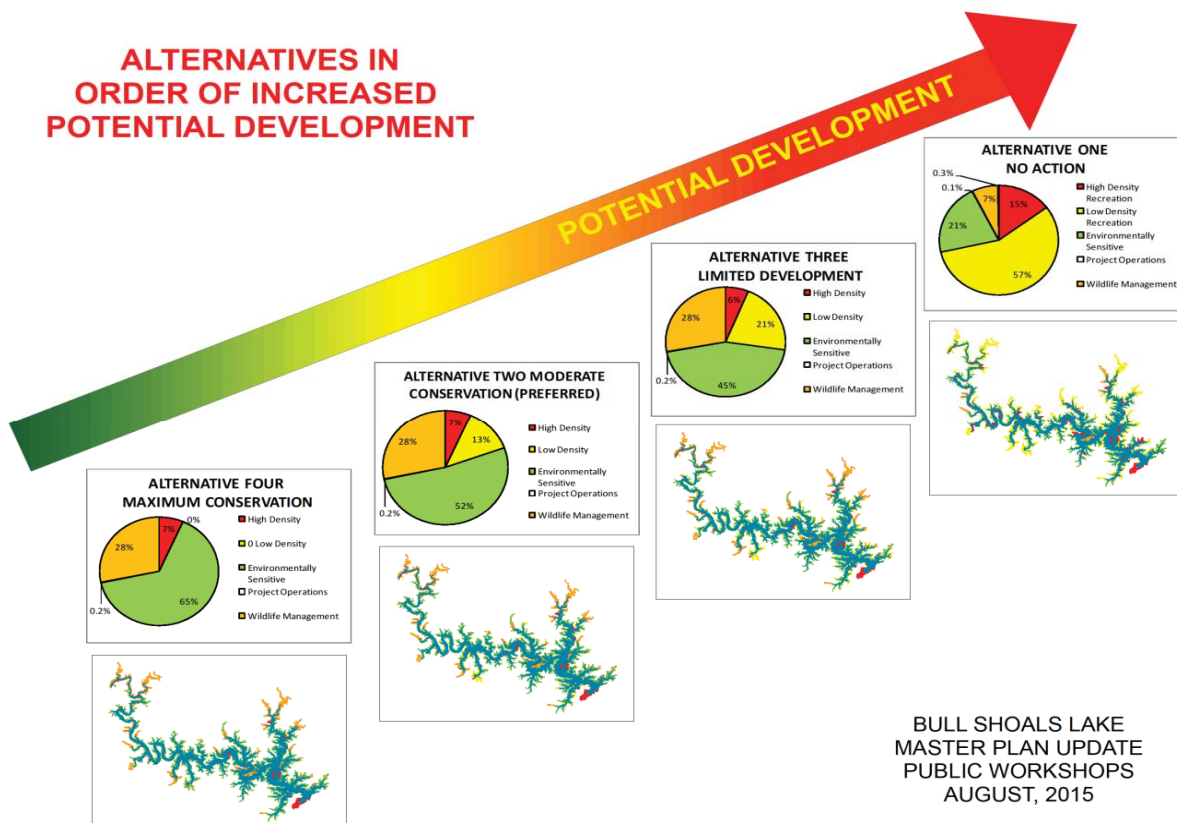 ALTERNATIVES IN
ORDER OF INCREASED
POTENTIAL DEVELOPMENT
POTENTIAL DEVELOPMENT
ALTERNATIVE ONE
NO ACTION
0.3%
0.1%
7%
15%
21%
57%
High Density
Recreation
Low Density
Recreation
Environmentally
Sensitive
Project Operations
Wildlife Management
ALTERNATIVE THREE
LIMITED DEVELOPMENT
6%
28%
21%
0.2%
45%
High Density
Low Density
Environmentally
Sensitive
Project Operations
Wildlife Management
ALTERNATIVE TWO MODERATE
CONSERVATION (PREFERRED)
7%
28%
13%
0.2%
52%
High Density
Low Density
Environmentally
Sensitive
Project Operations
Wildlife Management
ALTERNATIVE FOUR
MAXIMUM CONSERVATION
0%
7%
28%
0.2%
65%
High Density
0 Low Density
Environmentally
Sensitive
Project Operations
Wildlife Management
BULL SHOALS LAKE
MASTER PLAN UPDATE
PUBLIC WORKSHOPS
AUGUST, 2015